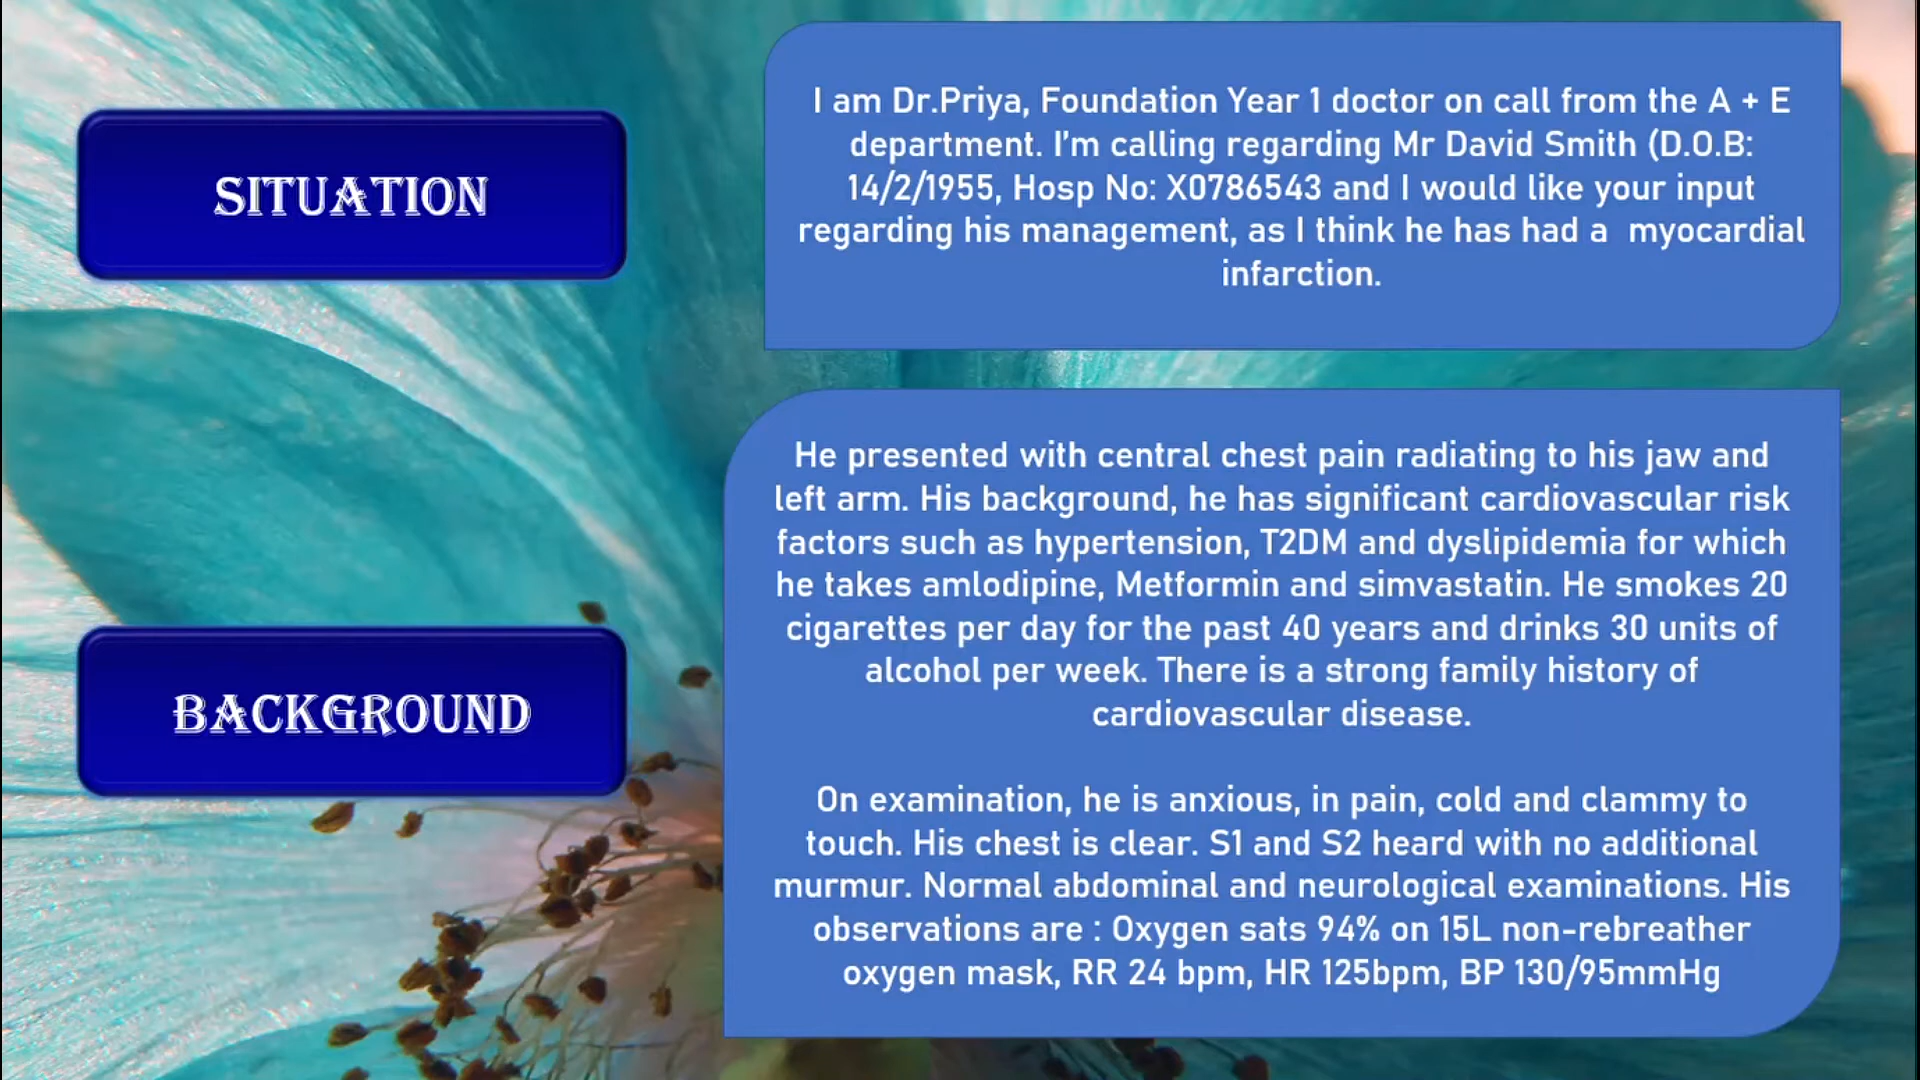 SITUATION
I am Dr.Priya, Foundation Year 1 doctor on call from the A + E
department. I’m calling regarding Mr David Smith (D.O.B:
14/2/1955, Hosp No: X0786543 and I would like your input
regarding his management, as I think he has had a  myocardial
infarction.
BACKGROUND
He presented with central chest pain radiating to his jaw and
left arm. His background, he has significant cardiovascular risk
factors such as hypertension, T2DM and dyslipidemia for which
he takes amlodipine, Metformin and simvastatin. He smokes 20
cigarettes per day for the past 40 years and drinks 30 units of
alcohol per week. There is a strong family history of
cardiovascular disease.
On examination, he is anxious, in pain, cold and clammy to
touch. His chest is clear. S1 and S2 heard with no additional
murmur. Normal abdominal and neurological examinations. His
observations are : Oxygen sats 94% on 15L non-rebreather
oxygen mask, RR 24 bpm, HR 125bpm, BP 130/95mmHg